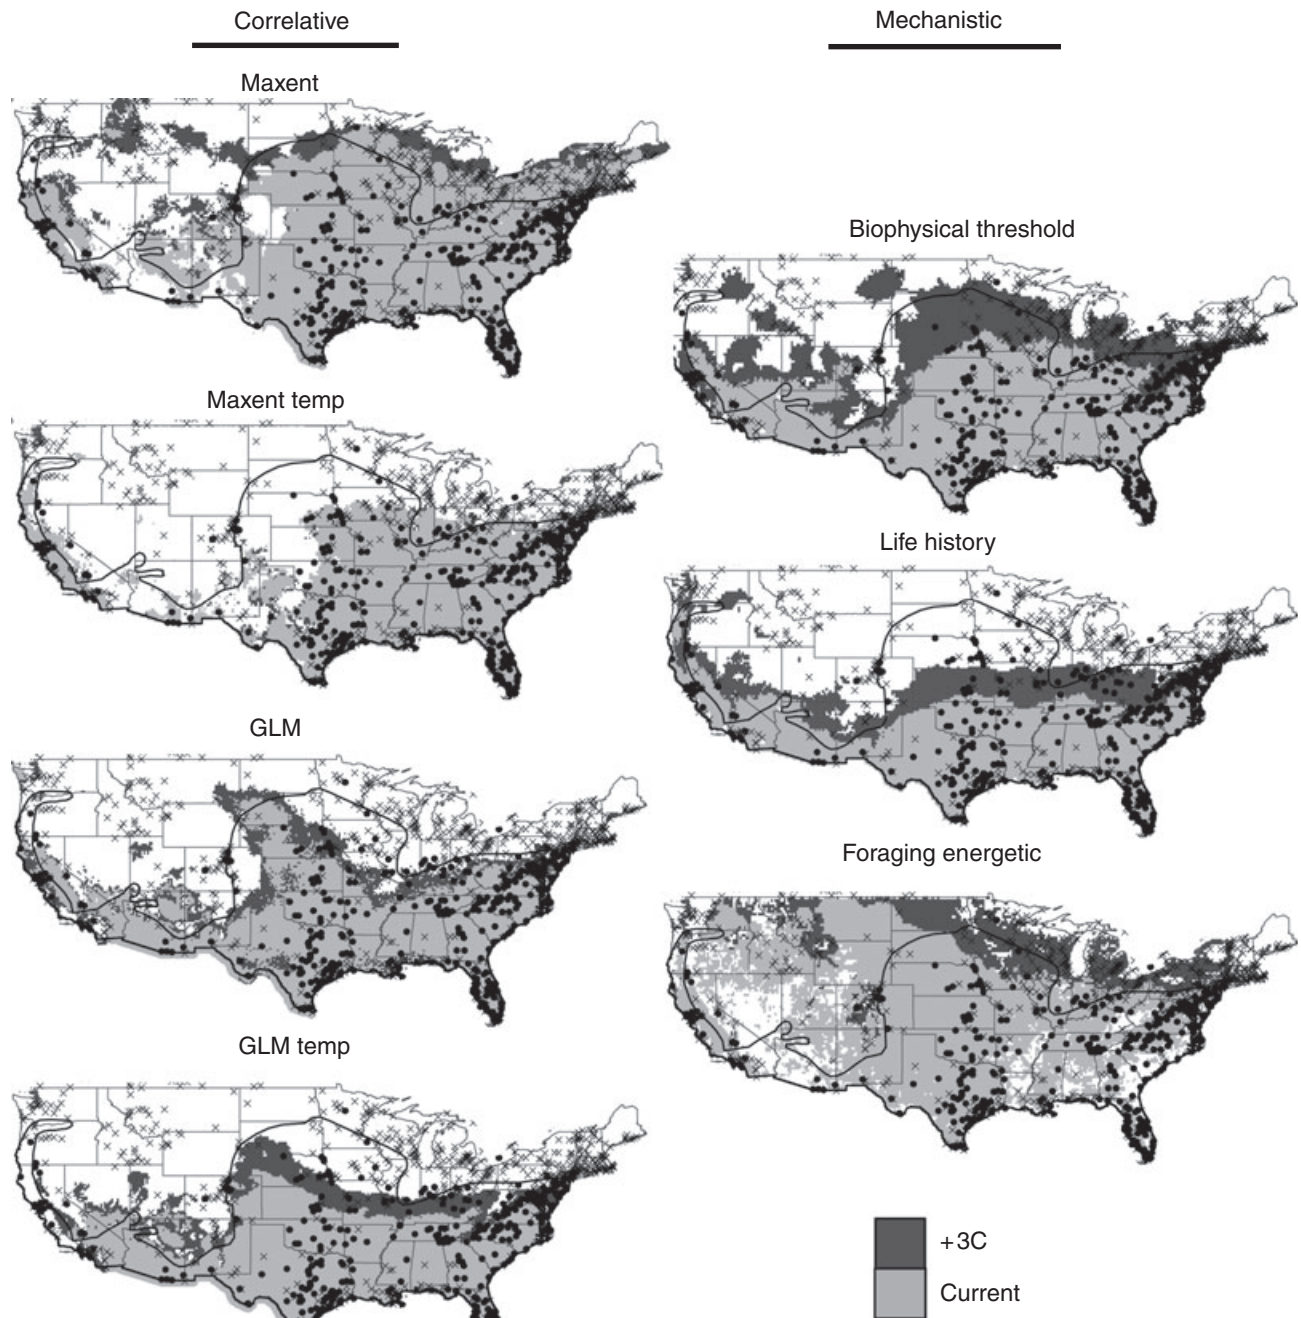 Correlative
Maxent
Maxent temp
GLM
GLM temp
Mechanistic
Biophysical threshold
Life history
Foraging energetic
+3C
Current